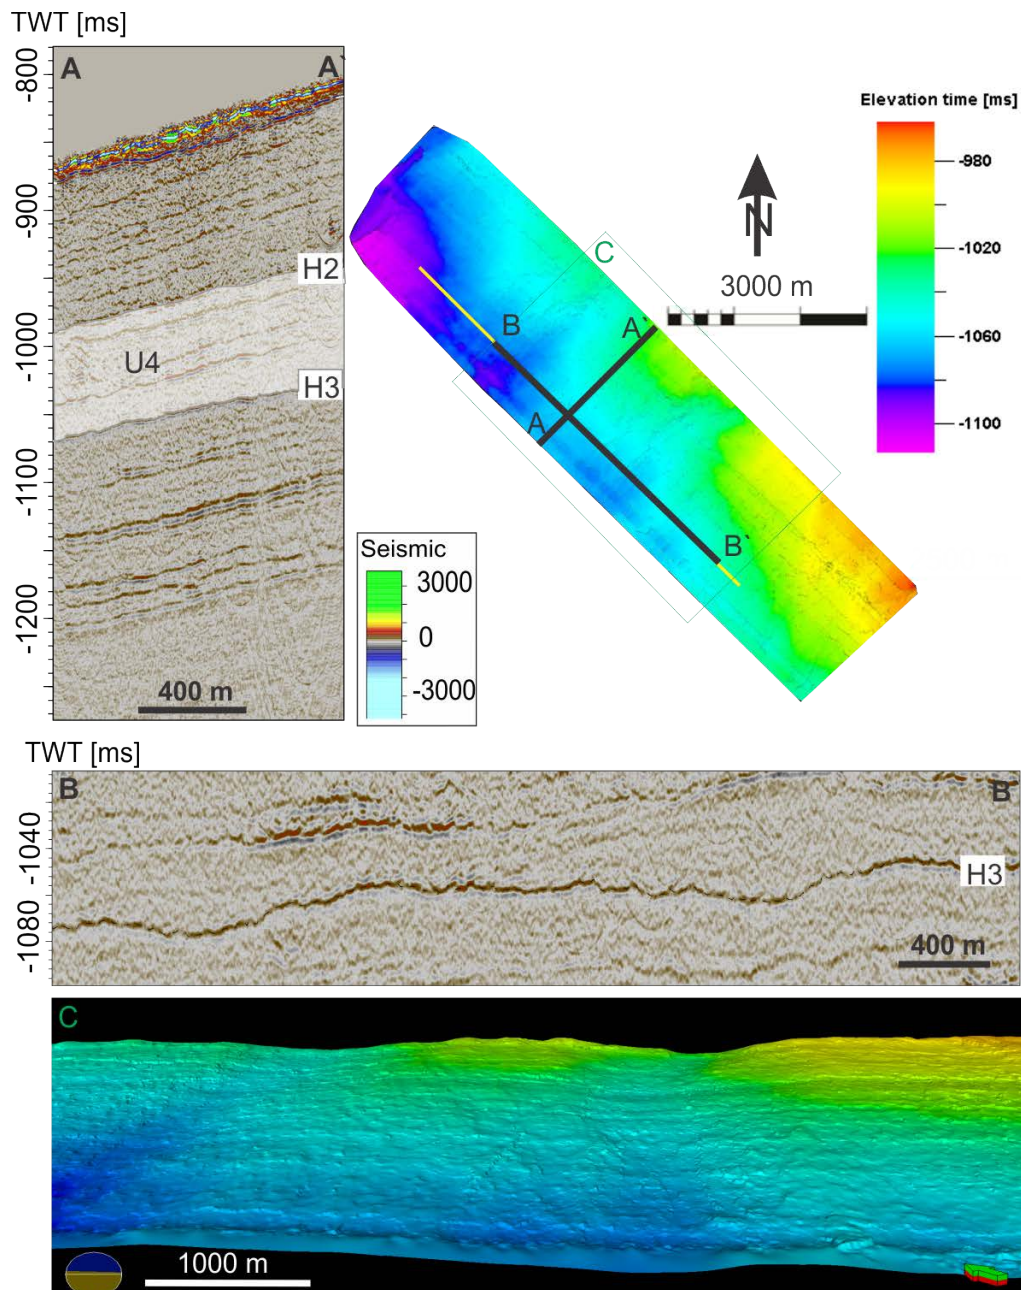 TWT [ms]
A
A`
-800
-900
-1000
-1100
-1200
H2
U4
H3
400 m
Seismic
3000
0
-3000
C
B
A`
A
B`
N
3000 m
Elevation time [ms]
-980
-1020
-1060
-1100
TWT [ms]
B
B`
-1040
-1080
H3
400 m
C
1000 m